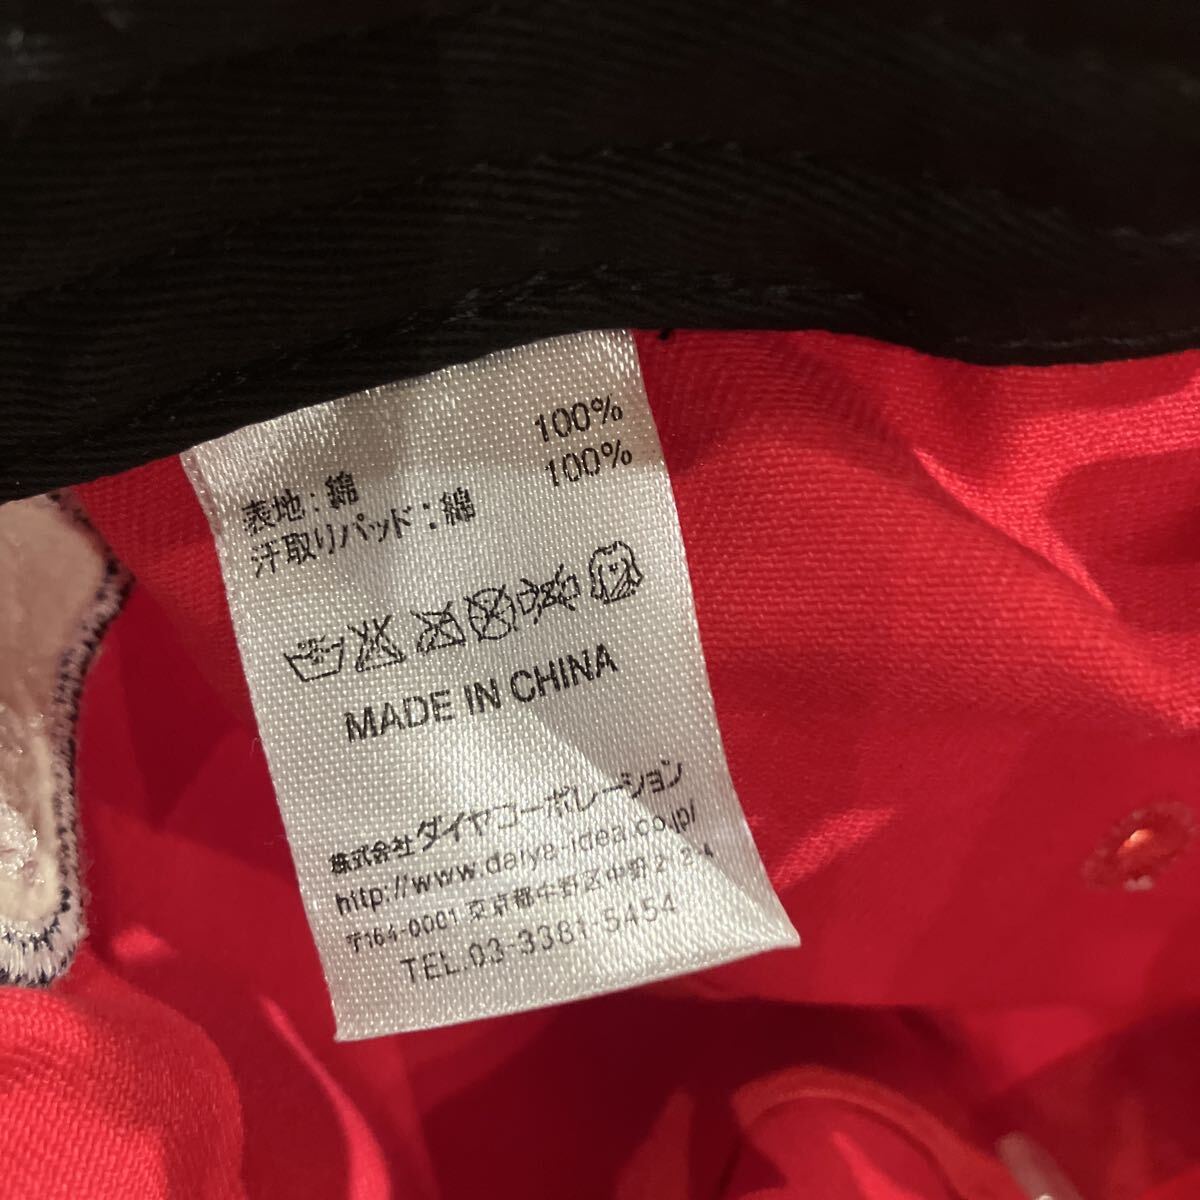 表地：綿 100%
汗取りパッド：綿 100%
MADE IN CHINA
株式会社ダイヤコーポレーション
http://www.daiya-idea.co.jp/
〒164-0001 東京都中野区中野2-2-4
TEL.03-3381-5454